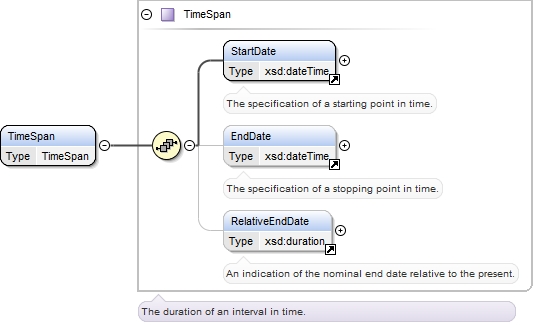 TimeSpan
StartDate
Type xsd:dateTime
The specification of a starting point in time.
TimeSpan
Type TimeSpan
EndDate
Type xsd:dateTime
The specification of a stopping point in time.
RelativeEndDate
Type xsd:duration
An indication of the nominal end date relative to the present.
The duration of an interval in time.